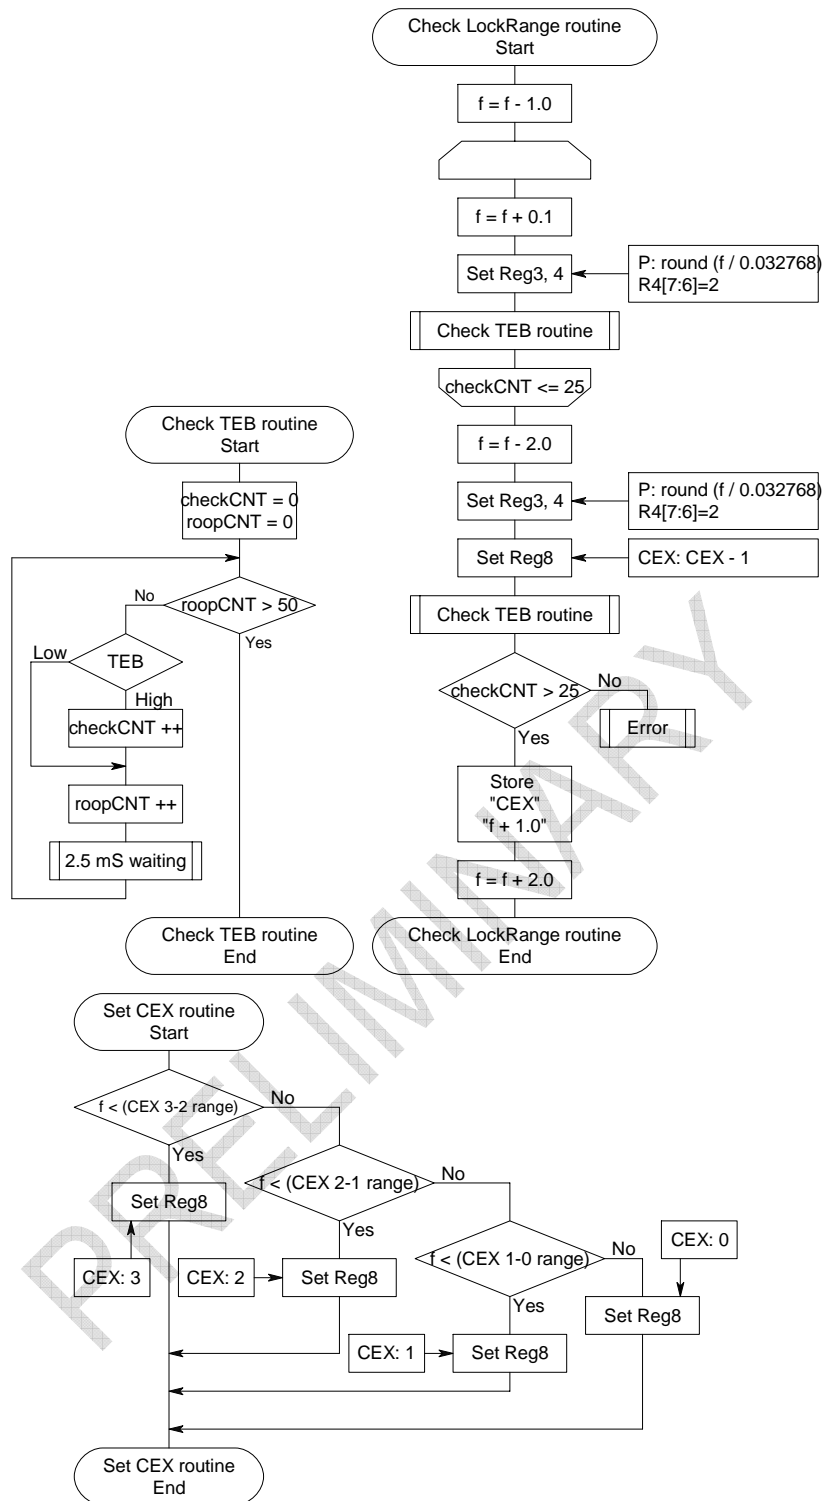 Check LockRange routine
Start
f = f - 1.0
f = f + 0.1
Set Reg3, 4
P: round (f / 0.032768)
R4[7:6]=2
Check TEB routine
checkCNT <= 25
f = f - 2.0
Set Reg3, 4
P: round (f / 0.032768)
R4[7:6]=2
Set Reg8
CEX: CEX - 1
Check TEB routine
checkCNT > 25
No
Error
Yes
Store
"CEX"
"f + 1.0"
f = f + 2.0
Check LockRange routine
End
Check TEB routine
Start
checkCNT = 0
roopCNT = 0
roopCNT > 50
No
Yes
TEB
Low
High
checkCNT ++
roopCNT ++
2.5 mS waiting
Check TEB routine
End
Set CEX routine
Start
f < (CEX 3-2 range)
No
Yes
Set Reg8
CEX: 3
f < (CEX 2-1 range)
No
Yes
CEX: 2
Set Reg8
f < (CEX 1-0 range)
No
Yes
CEX: 1
Set Reg8
CEX: 0
Set Reg8
Set CEX routine
End
PRELIMINARY